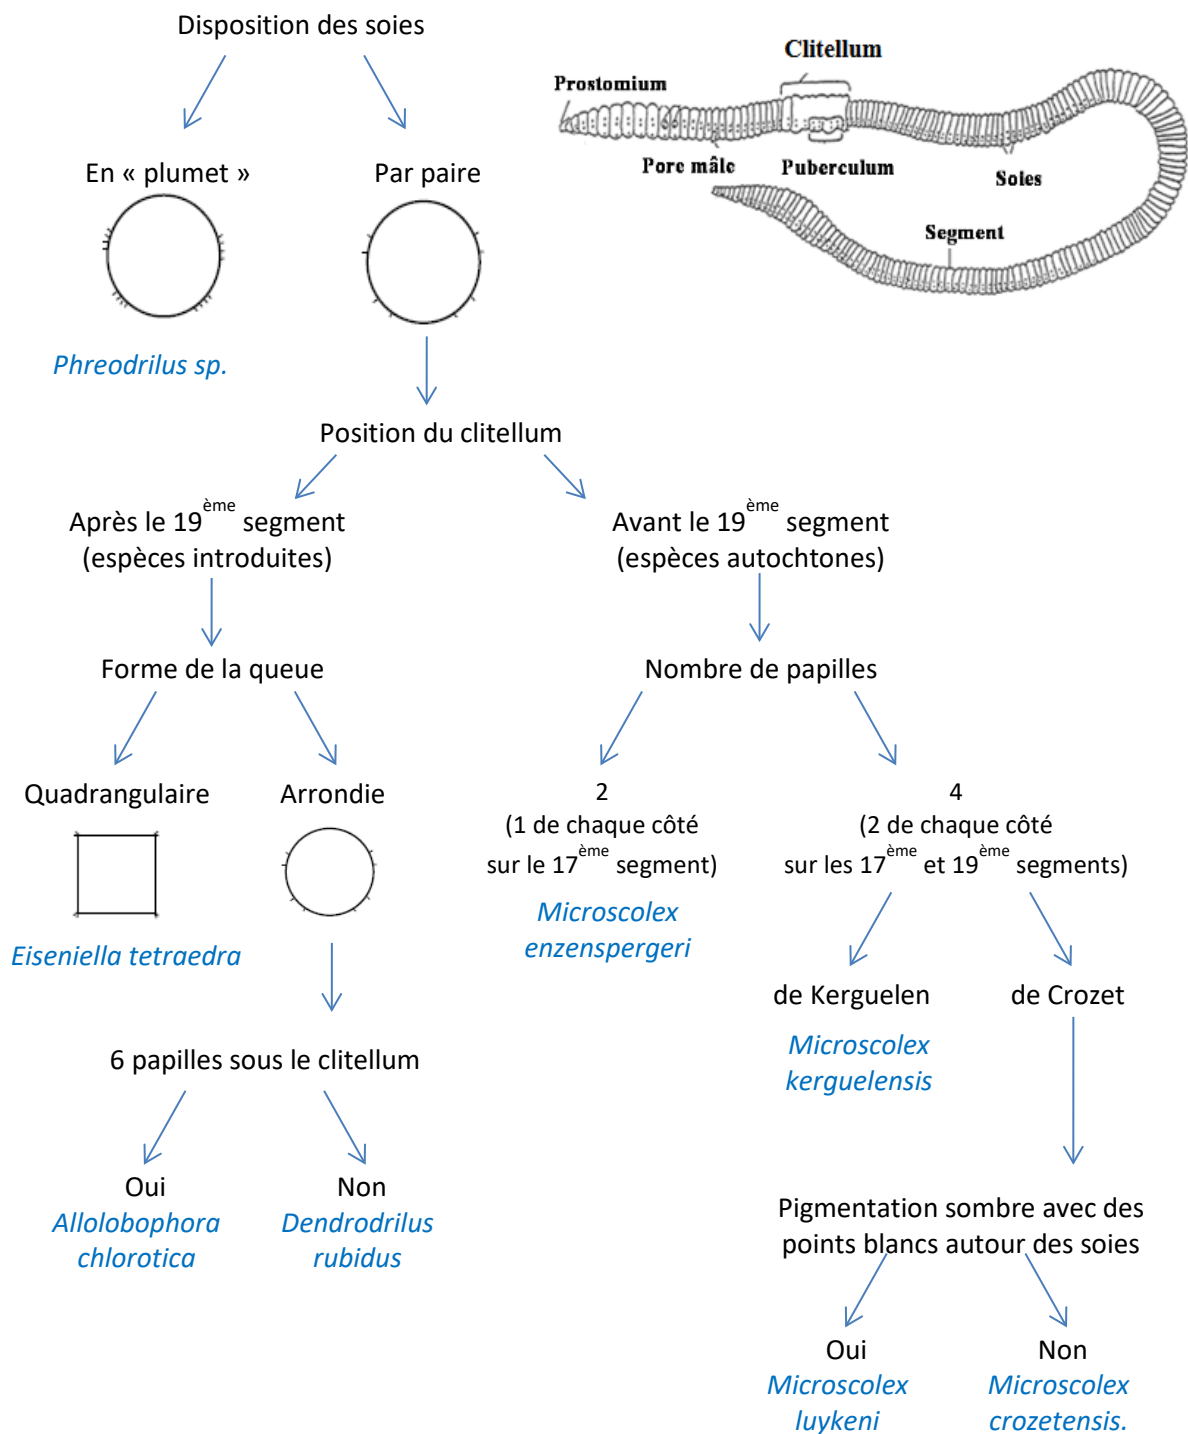 Disposition des soies
Clitellum
Prostomium
Pore mâle
Puberculum
Soies
Segment
En « plumet »
Par paire
Phreodrilus sp.
Position du clitellum
Après le 19ème segment
(espèces introduites)
Avant le 19ème segment
(espèces autochtones)
Forme de la queue
Nombre de papilles
Quadrangulaire
Arrondie
2
(1 de chaque côté
sur le 17ème segment)
4
(2 de chaque côté
sur les 17ème et 19ème segments)
Eiseniella tetraedra
Microscolex
enzenspergeri
de Kerguelen
de Crozet
Microscolex
kerguelensis
6 papilles sous le clitellum
Oui
Allolobophora
chlorotica
Non
Dendrodrilus
rubidus
Pigmentation sombre avec des
points blancs autour des soies
Oui
Microscolex
luykeni
Non
Microscolex
crozetensis.